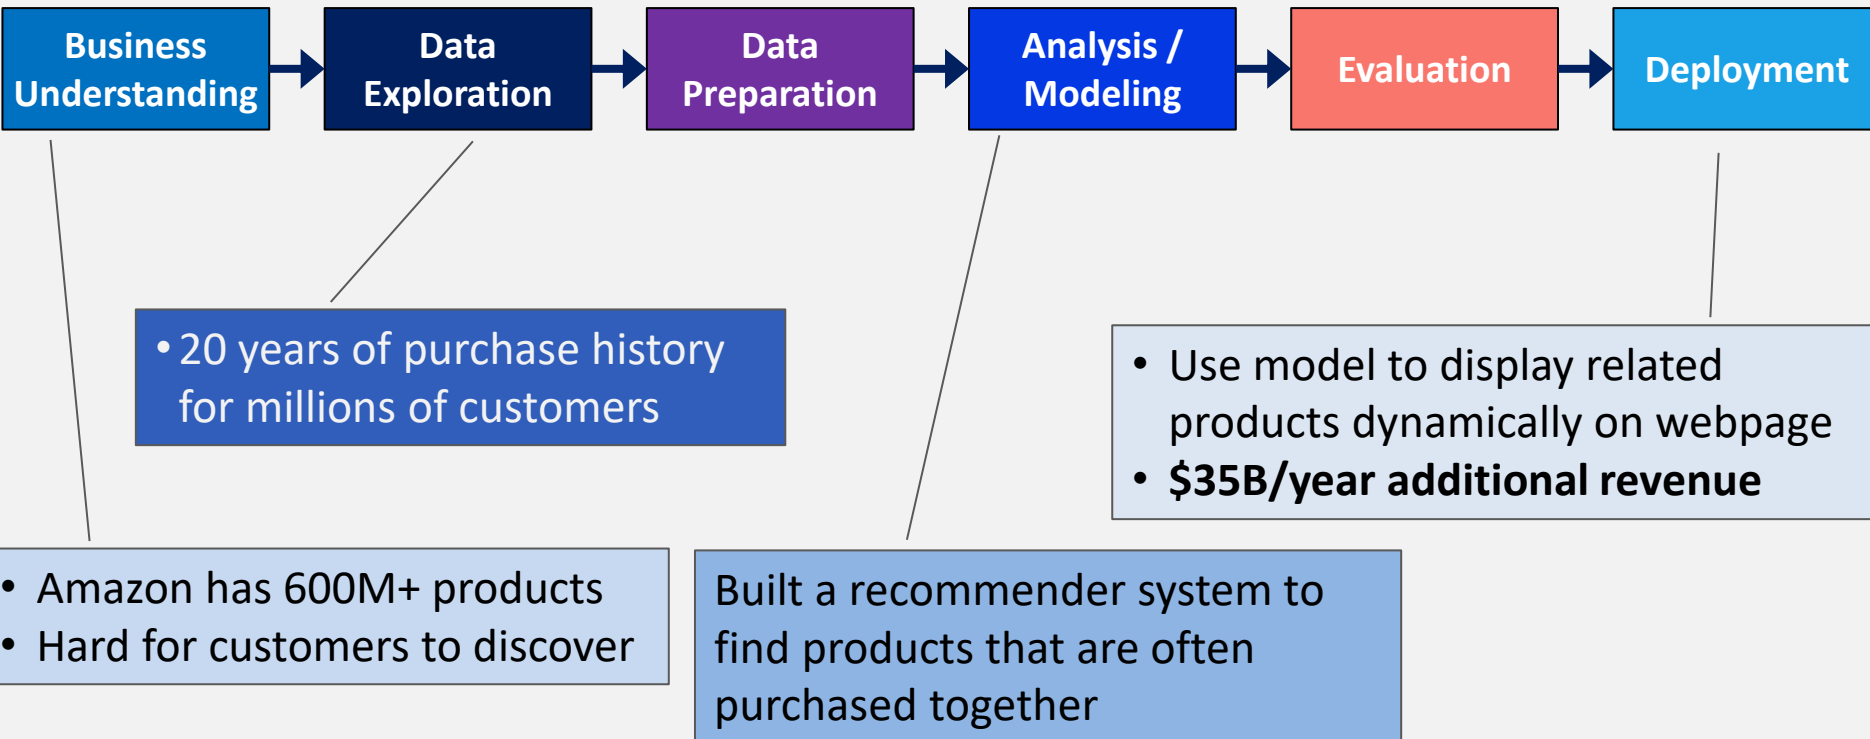 Business
Understanding
Data
Exploration
Data
Preparation
Analysis /
Modeling
Evaluation
Deployment
• 20 years of purchase history
for millions of customers
• Use model to display related
products dynamically on webpage
• $35B/year additional revenue
• Amazon has 600M+ products
• Hard for customers to discover
Built a recommender system to
find products that are often
purchased together